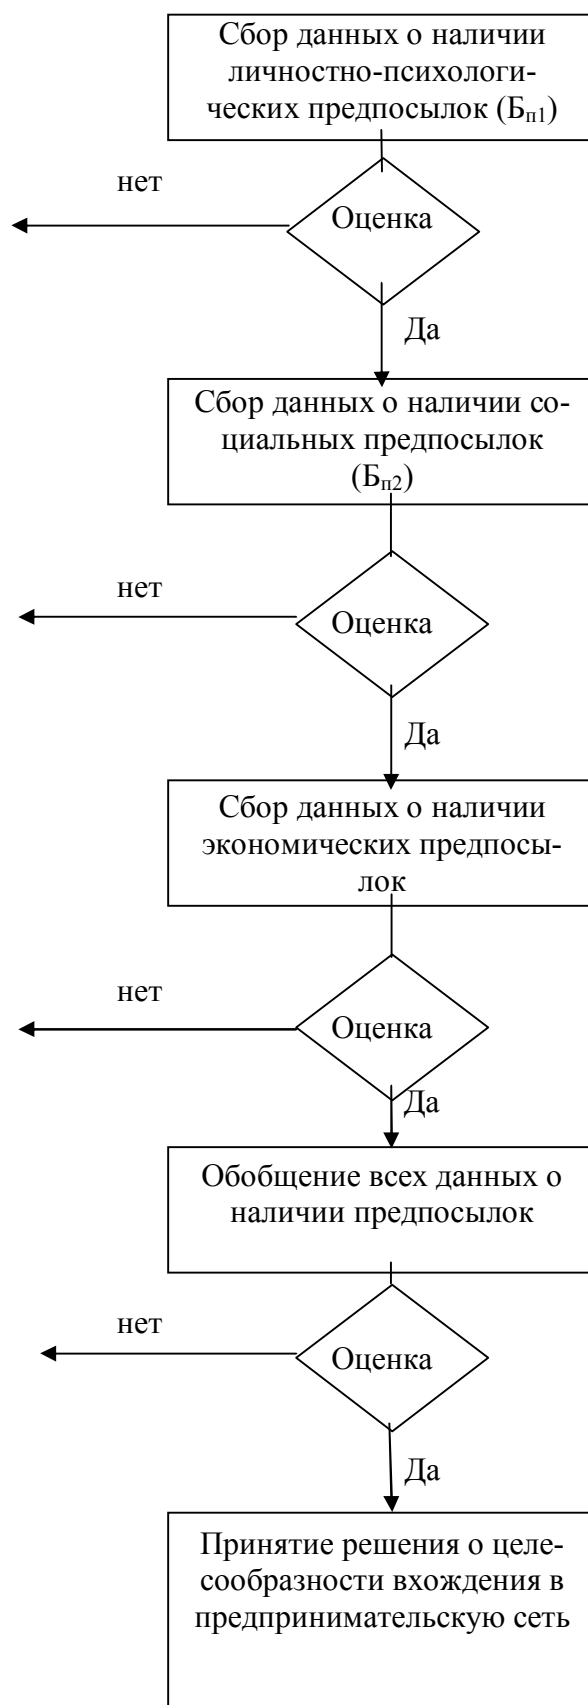 Сбор данных о наличии
личностно-психологи-
ческих предпосылок (Бп1)
нет
Оценка
Да
Сбор данных о наличии со-
циальных предпосылок
(Бп2)
нет
Оценка
Да
Сбор данных о наличии
экономических предпосы-
лок
нет
Оценка
Да
Обобщение всех данных о
наличии предпосылок
нет
Оценка
Да
Принятие решения о целе-
сообразности вхождения в
предпринимательскую сеть